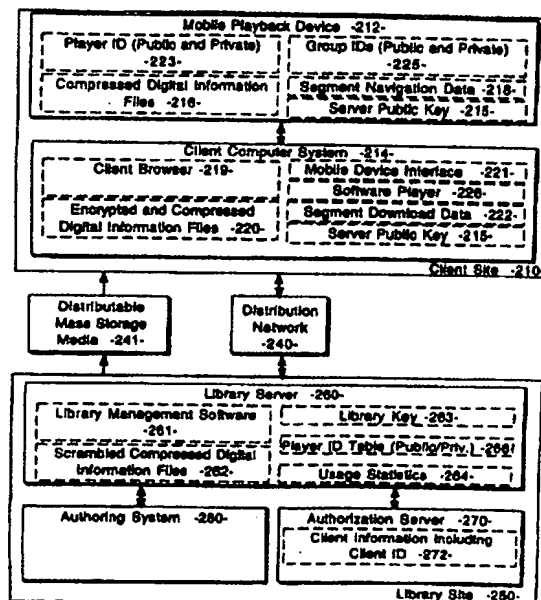 Mobile Playback Device -212-
Player ID (Public and Private)
-223-
Group IDs (Public and Private)
-225-
Compressed Digital Information
Files -216-
Segment Navigation Data -218-
Server Public Key -215-
Client Computer System -214-
Client Browser -219-
Mobile Device Interface -221-
Software Player -226-
Encrypted and Compressed
Digital Information Files -220-
Segment Download Data -222-
Server Public Key -215-
Client Site -210-
Distributable
Mass Storage
Media -241-
Distribution
Network
-240-
Library Server -260-
Library Management Software
-261-
Library Key -263-
Scrambled Compressed Digital
Information Files -262-
Player ID Table (Public/Priv.)
Usage Statistics -264-
Authoring System -280-
Authorization Server -270-
Client Information Including
Client ID -272-
Library Site -250-